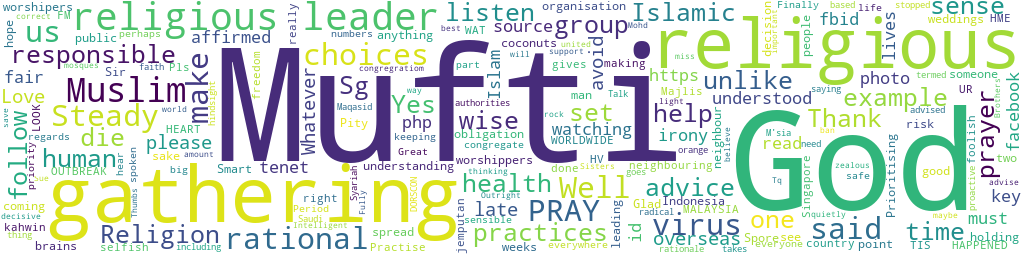 religious leader listen group Islamic sense
worshipers correct FM us public perhaps hope numbers anything really organisation source coconuts united support will best Mohd fbid weddings HME Finally based life stopped
responsible affirmed choices WAT gives Islam avoid man making decision important people lives
fair Sir Pls faith Muslim make freedom Sg https unlike photo saying someone UR
Love LOOK mosques world Yes part congregatiom Maqasid way authorities php set help Majlis light understood termed example facebook
Steady HEART Whatever Pity keeping wise Talk watching irony Thank Brothers prayer
follow priority die please hindsight obligation rock WORLDWIDE neighbour M'sia ban read advised risk two
human regards save hear sake amount Great congregate orange miss believe need Prioritising foolish
Mufti God religious
OUTBREAK big Smart tenet understanding worshippers HV neighbouring Tq zealous safe
coming spoken Thumbs gathering Syariah health thinking done Sisters goes Well advice Singapore good proactive advise key
decisive sue right Period Saudi Intelligent Fully DORSCON late Outright sensible Glad radical Indonesia MALAYSIA one maybe must
thing kahwin Religion spread jemputan PRAY leading id virus Sporesee said time holding
brains selfish including rational Practise practices weeks everywhere overseas rationale takes everyone country Squietly point TIS HAPPENED